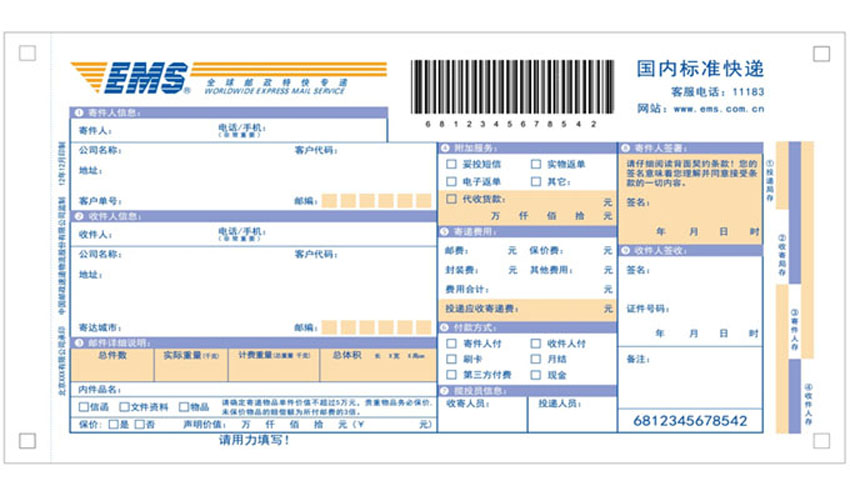 EMS®
全球邮政特快专递
WORLDWIDE EXPRESS MAIL SERVICE
6 8 1 2 3 4 5 6 7 8 5 4 2
国内标准快递
客服电话：11183
网站：www.ems.com.cn
1 寄件人信息：
寄件人：
电话/手机：
（非常重要）
公司名称：
客户代码：
地址：
客户单号：
邮编：
2 收件人信息：
收件人：
电话/手机：
（非常重要）
公司名称：
客户代码：
地址：
寄达城市：
邮编：
3 邮件详细说明：
总件数
实际重量(千克)
计费重量(总重量 千克)
总体积 长 X宽 X高cm
内件品名：
信函 文件资料 物品
请确定寄递物品单件价值不超过5万元。贵重物品务必保价，
未保价物品的赔偿额为所付邮费的3倍。
保价：是 否 声明价值： 万 仟 佰 拾 元（￥ 元）
请用力填写！
4 附加服务：
妥投短信 实物返单
电子返单 其它：
代收货款： 元
万 仟 佰 拾 元
5 寄递费用：
邮费： 元 保价费： 元
封装费： 元 其他费用： 元
费用合计： 元
投递应收寄递费： 元
6 付款方式：
寄件人付 收件人付
刷卡 月结
第三方付费 现金
7 揽投员信息：
收寄人员： 投递人员：
8 寄件人签署：
请仔细阅读背面契约条款！您的
签名意味着您理解并同意接受条
款的一切内容。
签名：
年 月 日 时
9 收件人签收：
签名：
证件号码：
年 月 日 时
备注：
6812345678542
①投递局存
②收寄局存
③寄件人存
④收件人存
北京XXX有限公司承印 中国邮政速递物流股份有限公司监制 12年12月印制